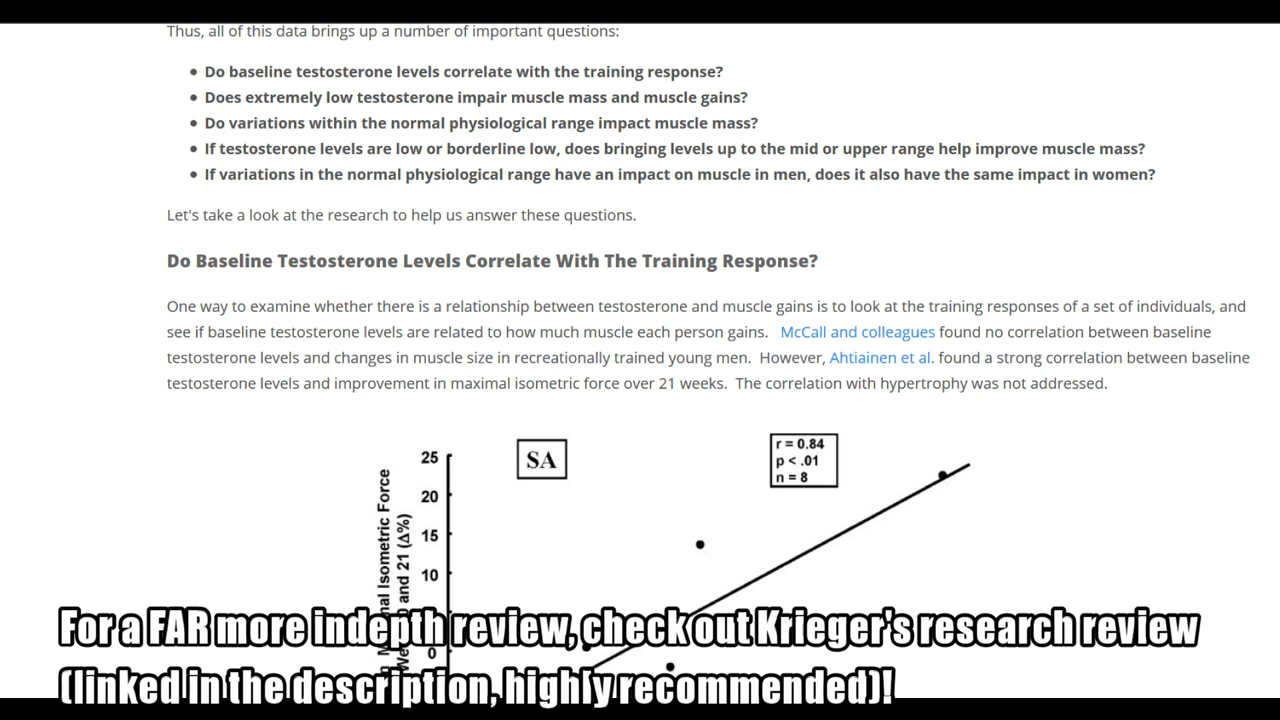 Thus, all of this data brings up a number of important questions:
• Do baseline testosterone levels correlate with the training response?
• Does extremely low testosterone impair muscle mass and muscle gains?
• Do variations within the normal physiological range impact muscle mass?
• If testosterone levels are low or borderline low, does bringing levels up to the mid or upper range help improve muscle mass?
• If variations in the normal physiological range have an impact on muscle in men, does it also have the same impact in women?
Let's take a look at the research to help us answer these questions.
Do Baseline Testosterone Levels Correlate With The Training Response?
One way to examine whether there is a relationship between testosterone and muscle gains is to look at the training responses of a set of individuals, and
see if baseline testosterone levels are related to how much muscle each person gains. McCall and colleagues found no correlation between baseline
testosterone levels and changes in muscle size in recreationally trained young men. However, Ahtiainen et al. found a strong correlation between baseline
testosterone levels and improvement in maximal isometric force over 21 weeks. The correlation with hypertrophy was not addressed.
SA
r = 0.84
p < .01
n = 8
25
20
15
10
0
Isometric Force
and 21 (Δ%)
For a FAR more indepth review, check out Krieger's research review
(linked in the description, highly recommended)!